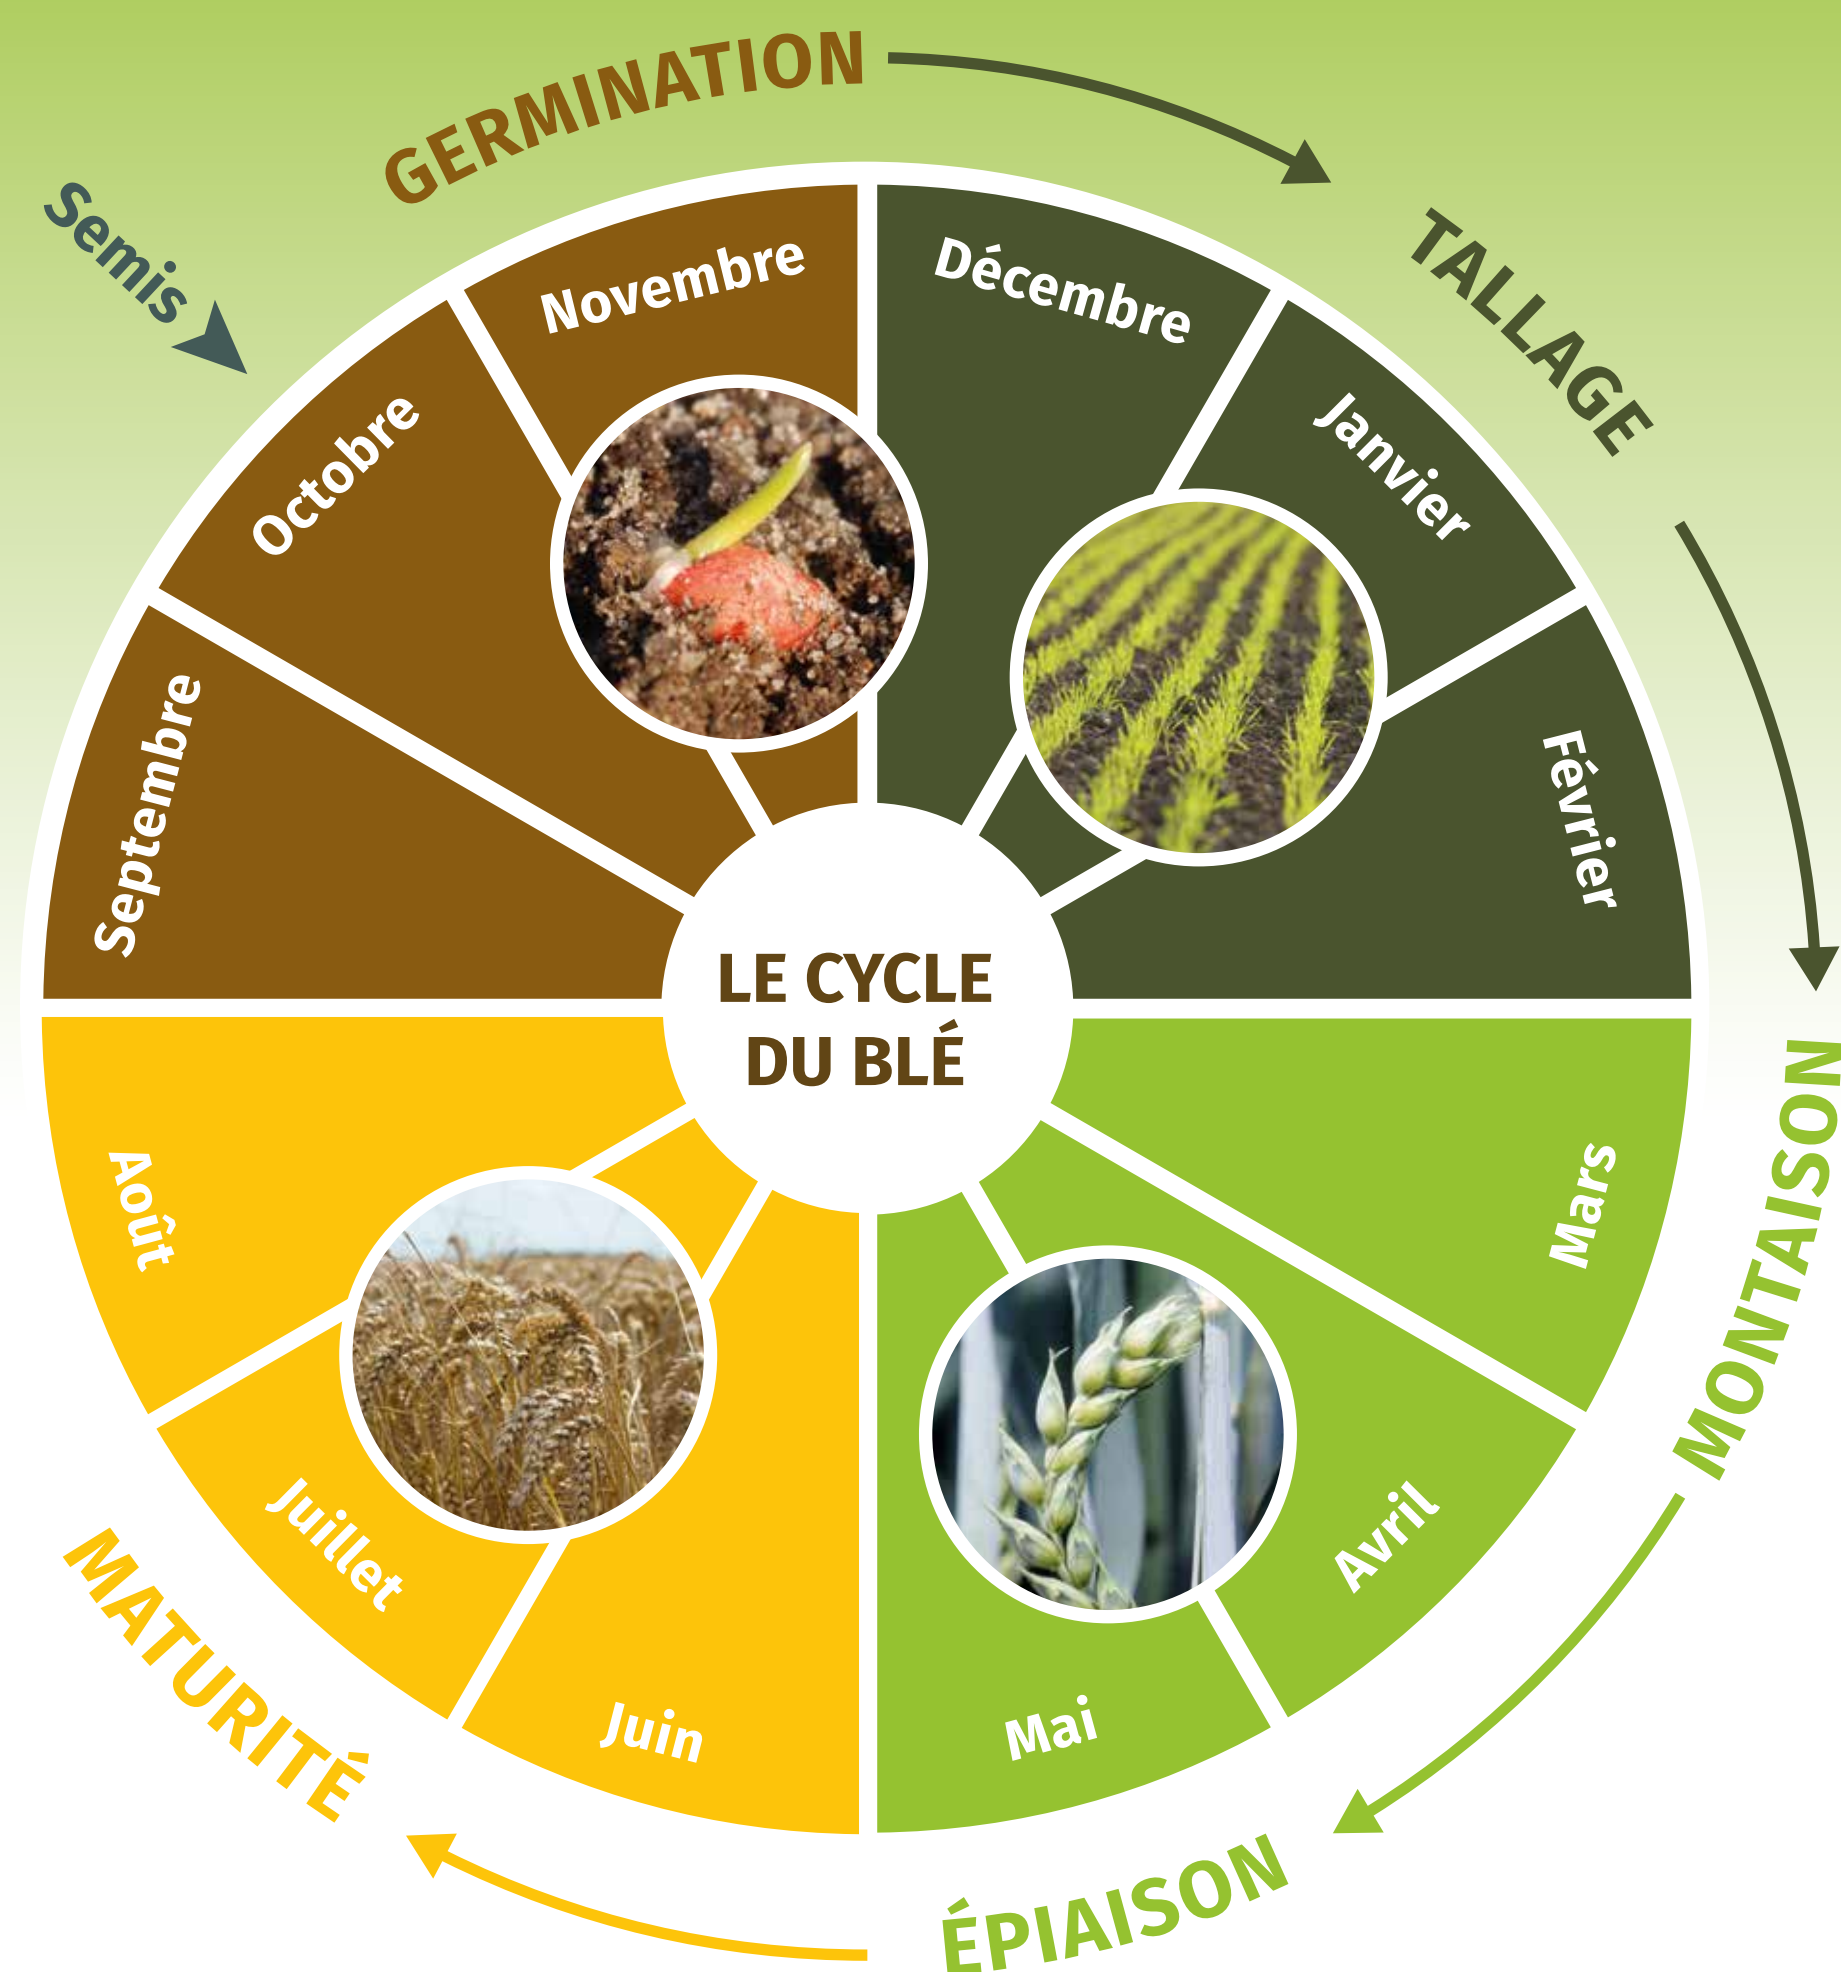 Semis
GERMINATION
TALLAGE
MONTAISON
ÉPIAISON
MATURITÉ
Septembre
Octobre
Novembre
Décembre
Janvier
Février
Mars
Avril
Mai
Juin
Juillet
Août
LE CYCLE
DU BLÉ